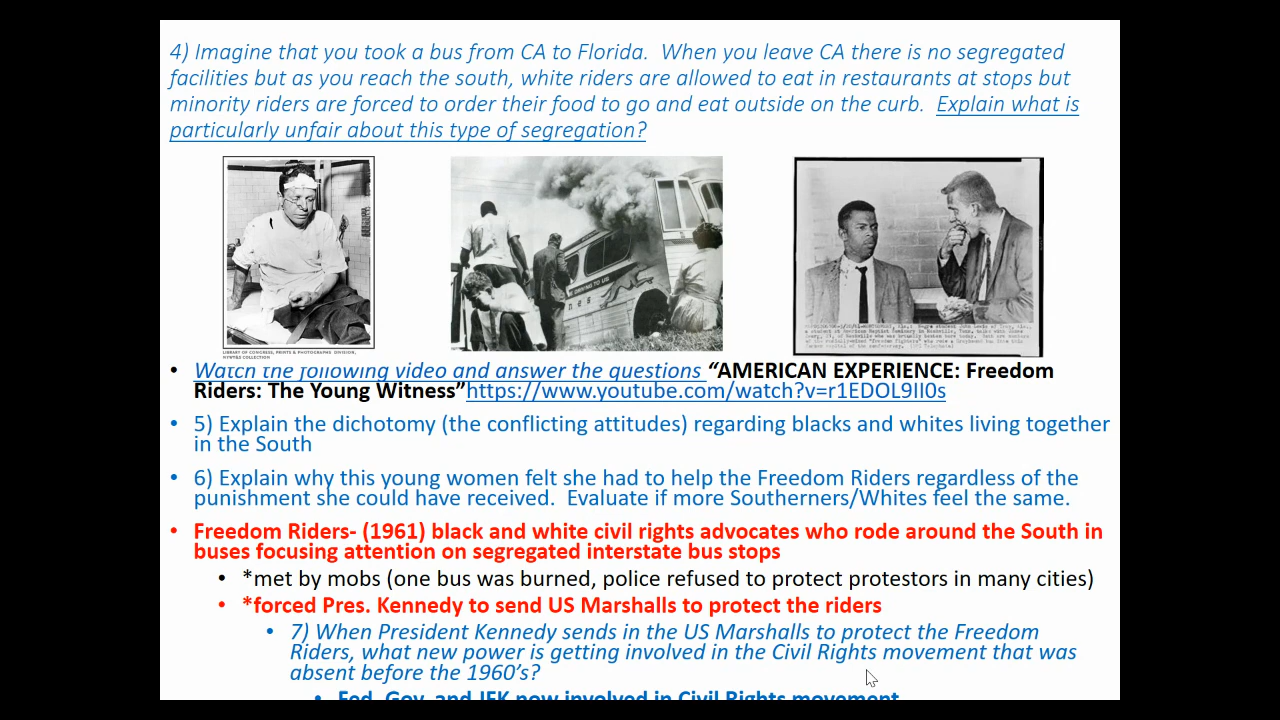 4) Imagine that you took a bus from CA to Florida.  When you leave CA there is no segregated
facilities but as you reach the south, white riders are allowed to eat in restaurants at stops but
minority riders are forced to order their food to go and eat outside on the curb.  Explain what is
particularly unfair about this type of segregation?
LIBRARY OF CONGRESS, PRINTS & PHOTOGRAPHS DIVISION,
• Watch the following video and answer the questions “AMERICAN EXPERIENCE: Freedom
Riders: The Young Witness”https://www.youtube.com/watch?v=r1EDOL9Il0s
• 5) Explain the dichotomy (the conflicting attitudes) regarding blacks and whites living together
in the South
• 6) Explain why this young women felt she had to help the Freedom Riders regardless of the
punishment she could have received.  Evaluate if more Southerners/Whites feel the same.
• Freedom Riders- (1961) black and white civil rights advocates who rode around the South in
buses focusing attention on segregated interstate bus stops
• *met by mobs (one bus was burned, police refused to protect protestors in many cities)
• *forced Pres. Kennedy to send US Marshalls to protect the riders
• 7) When President Kennedy sends in the US Marshalls to protect the Freedom
Riders, what new power is getting involved in the Civil Rights movement that was
absent before the 1960’s?
• Fed. Gov. and JFK now involved in Civil Rights movement